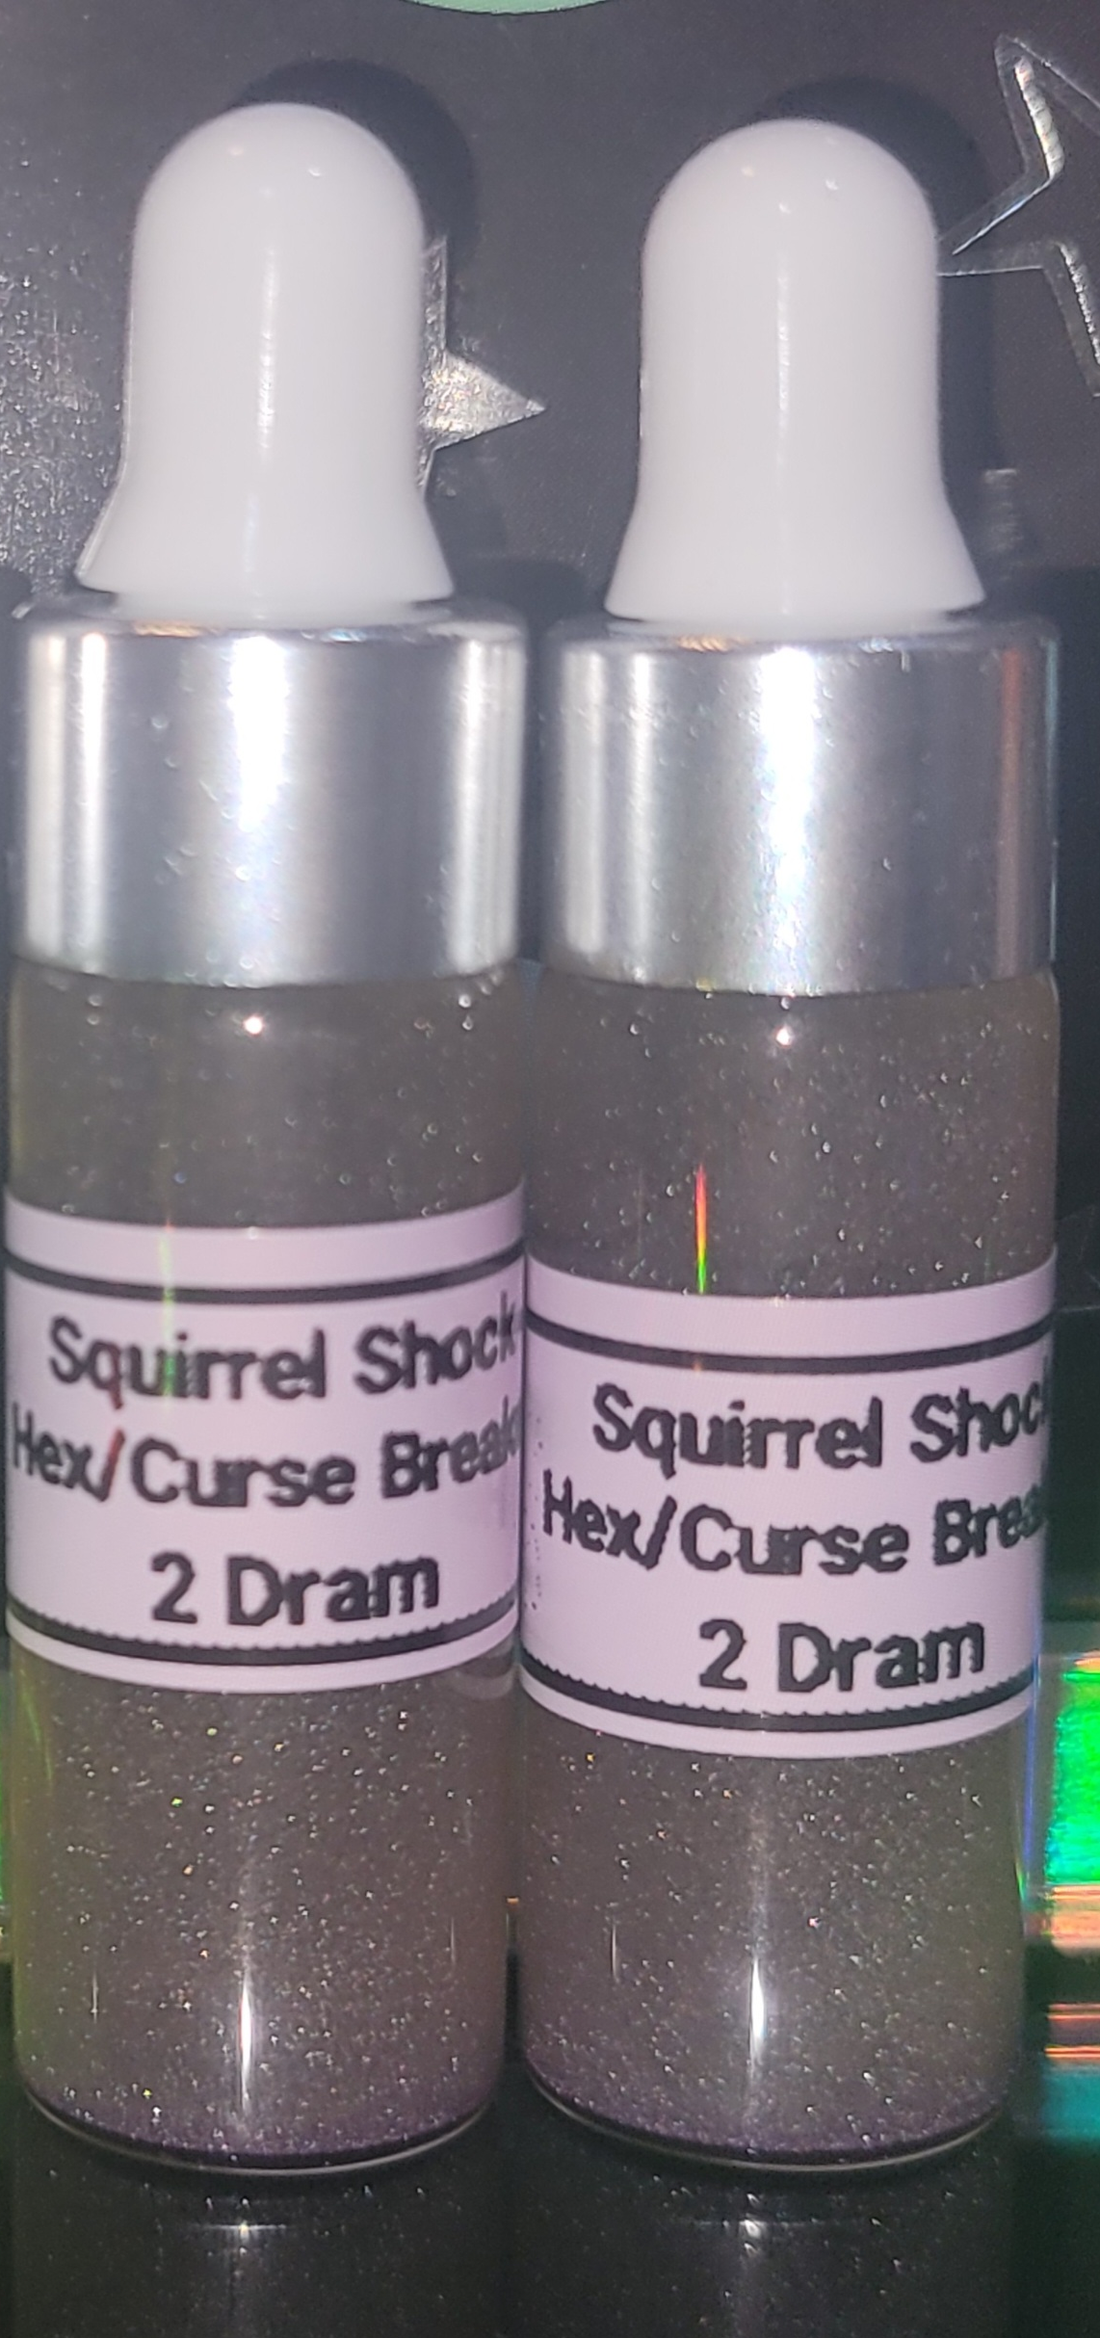 Squirrel Shock
Hex/Curse Break
2 Dram
Squirrel Shock
Hex/Curse Brea
2 Dram